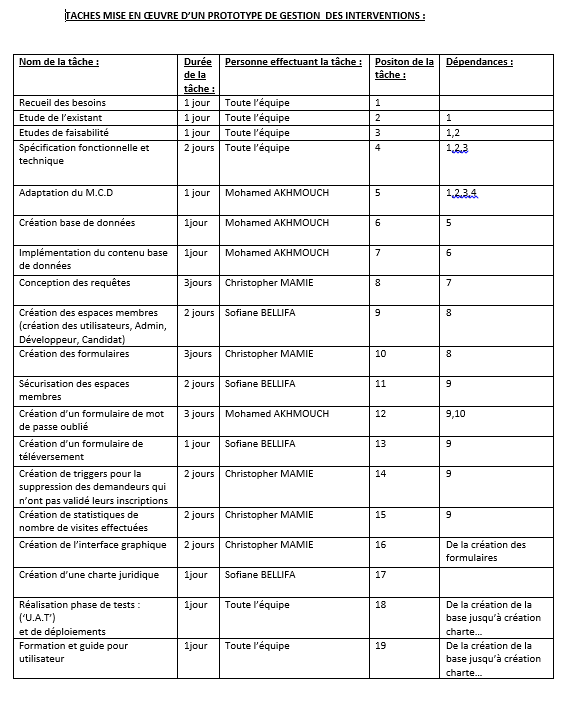 TACHES MISE EN ŒUVRE D'UN PROTOTYPE DE GESTION DES INTERVENTIONS :
Nom de la tâche : Durée de la tâche : Personne effectuant la tâche : Positon de la tâche : Dépendances :
Recueil des besoins 1 jour Toute l'équipe 1
Etude de l'existant 1 jour Toute l'équipe 2 1
Etudes de faisabilité 1 jour Toute l'équipe 3 1,2
Spécification fonctionnelle et technique 2 jours Toute l'équipe 4 1,2,3
Adaptation du M.C.D 1 jour Mohamed AKHMOUCH 5 1,2,3,4
Création base de données 1jour Mohamed AKHMOUCH 6 5
Implémentation du contenu base de données 1jour Mohamed AKHMOUCH 7 6
Conception des requêtes 3jours Christopher MAMIE 8 7
Création des espaces membres (création des utilisateurs, Admin, Développeur, Candidat) 2 jours Sofiane BELLIFA 9 8
Création des formulaires 3jours Christopher MAMIE 10 8
Sécurisation des espaces membres 2 jours Sofiane BELLIFA 11 9
Création d'un formulaire de mot de passe oublié 3 jours Mohamed AKHMOUCH 12 9,10
Création d'un formulaire de téléversement 1 jour Sofiane BELLIFA 13 9
Création de triggers pour la suppression des demandeurs qui n'ont pas validé leurs inscriptions 2 jours Christopher MAMIE 14 9
Création de statistiques de nombre de visites effectuées 2 jours Christopher MAMIE 15 9
Création de l'interface graphique 2 jours Christopher MAMIE 16 De la création des formulaires
Création d'une charte juridique 1jour Sofiane BELLIFA 17
Réalisation phase de tests : ('U.A.T') et de déploiements 1jour Toute l'équipe 18 De la création de la base jusqu'à création charte...
Formation et guide pour utilisateur 1jour Toute l'équipe 19 De la création de la base jusqu'à création charte...